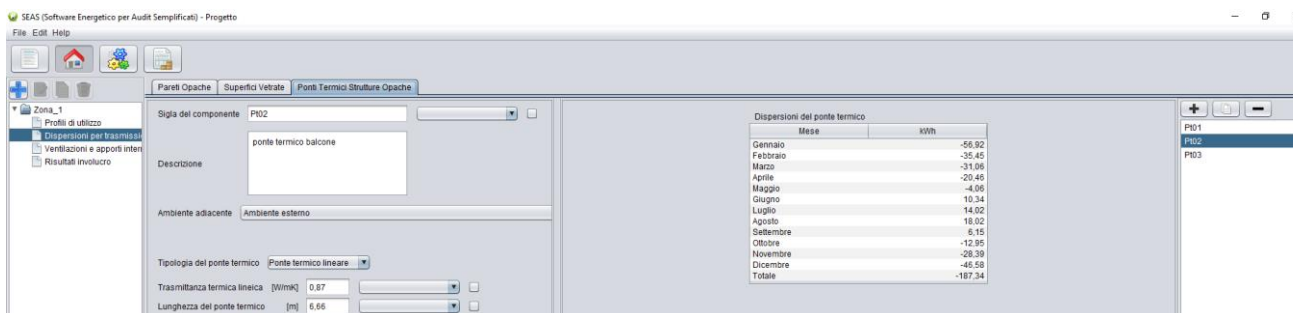 SEAS (Software Energetico per Audit Semplificati) - Progetto
File Edit Help
Pareti Opache Superfici Vetrate Ponti Termici Strutture Opache
Zona_1
Profili di utilizzo
Dispersioni per trasmissi
Ventilazioni e apporti inter
Risultati involucro
Sigla del componente Pt02
Descrizione ponte termico balcone
Ambiente adiacente Ambiente esterno
Tipologia del ponte termico Ponte termico lineare
Trasmittanza termica lineica [W/mK] 0,87
Lunghezza del ponte termico [m] 6,66
Dispersioni del ponte termico
Mese kWh
Gennaio -56,92
Febbraio -35,45
Marzo -31,06
Aprile -20,46
Maggio -4,06
Giugno 10,34
Luglio 14,02
Agosto 18,02
Settembre 6,15
Ottobre -12,95
Novembre -28,39
Dicembre -46,58
Totale -187,34
Pt01
Pt02
Pt03